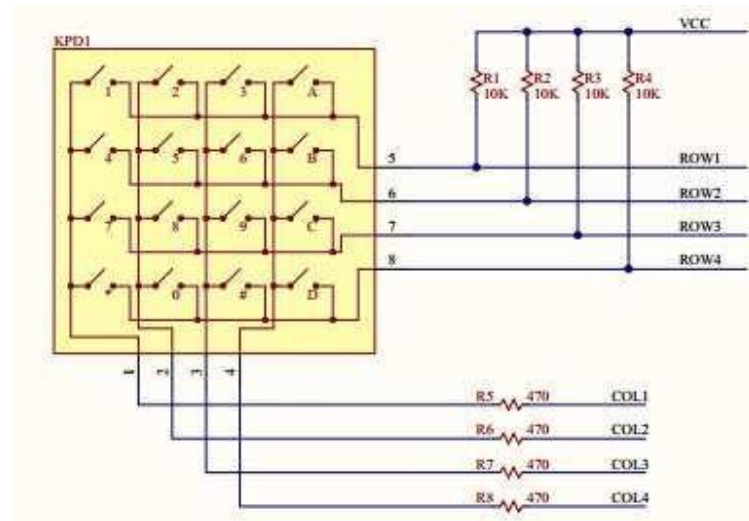 VCC
KPD1
R1 R2 R3 R4
10K 10K 10K 10K
1 2 3 A
4 5 6 B
7 8 9 C
* 0 # D
5 ROW1
6 ROW2
7 ROW3
8 ROW4
1 2 3 4
R5 470 COL1
R6 470 COL2
R7 470 COL3
R8 470 COL4